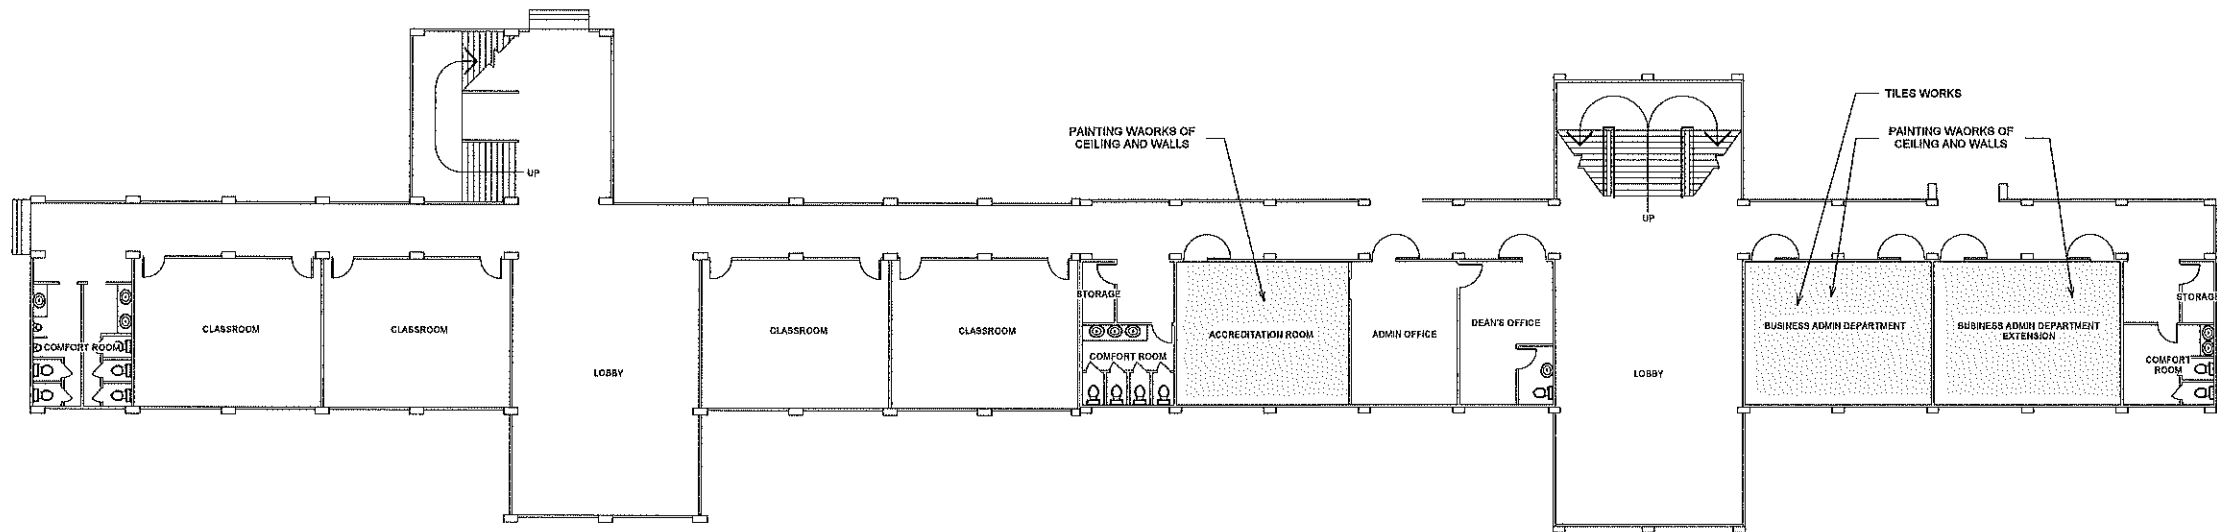 TILES WORKS
PAINTING WAORKS OF
CEILING AND WALLS
PAINTING WAORKS OF
CEILING AND WALLS
UP
UP
STORAGE
STORAGE
CLASSROOM
CLASSROOM
CLASSROOM
CLASSROOM
ACCREDITATION ROOM
ADMIN OFFICE
DEAN'S OFFICE
BUSINESS ADMIN DEPARTMENT
BUSINESS ADMIN DEPARTMENT
EXTENSION
COMFORT ROOM
COMFORT ROOM
COMFORT
ROOM
LOBBY
LOBBY